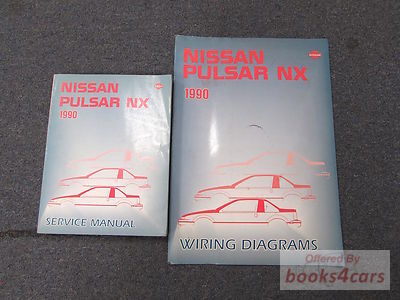 NISSAN
PULSAR NX
1990
SERVICE MANUAL
NISSAN
PULSAR NX
1990
WIRING DIAGRAMS
Offered By
books4cars